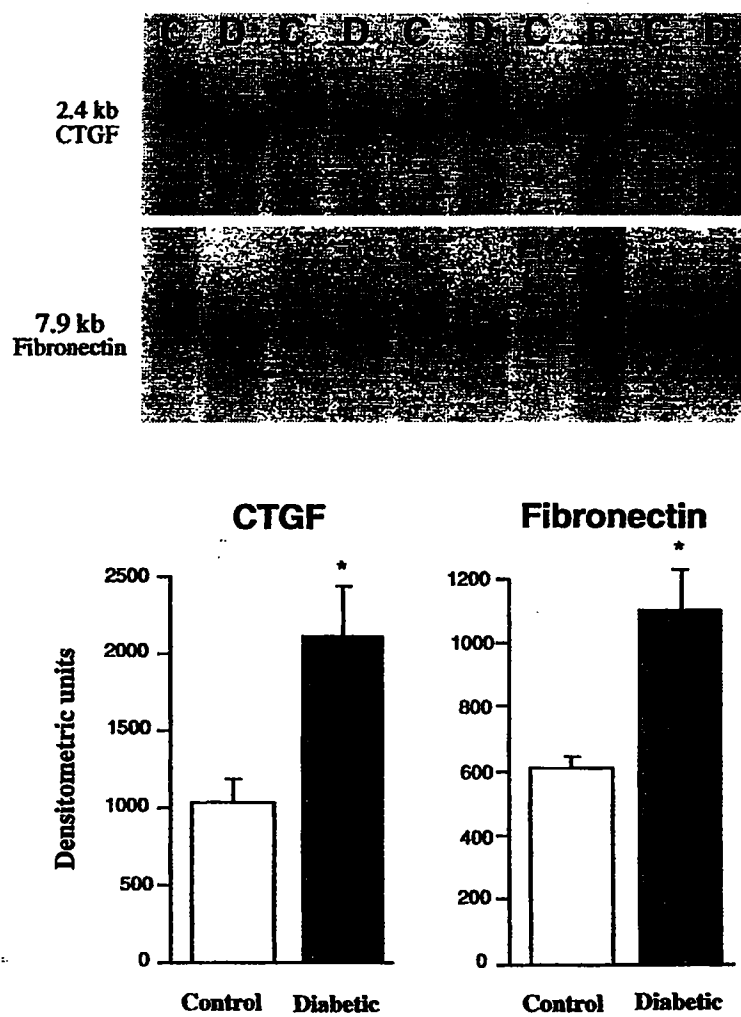 C D C D C D C D C D
2.4 kb
CTGF
7.9 kb
Fibronectin
CTGF
Fibronectin
Densitometric units
2500
2000
1500
1000
500
0
*
Control Diabetic
1200
1000
800
600
400
200
0
*
Control Diabetic